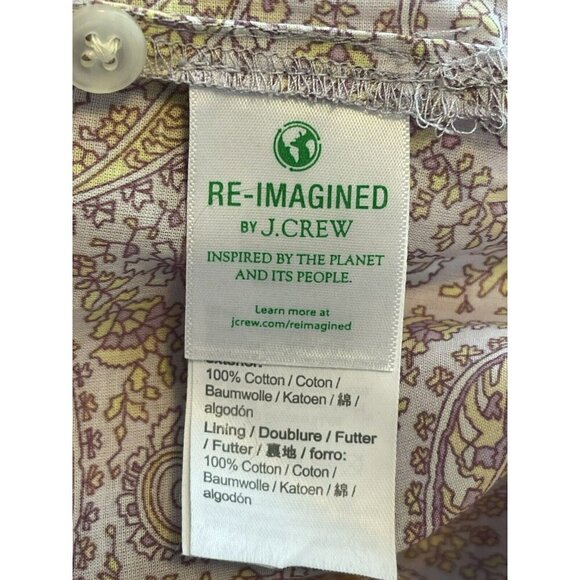 RE-IMAGINED
BY J.CREW
INSPIRED BY THE PLANET
AND ITS PEOPLE.
Learn more at
jcrew.com/reimagined
100% Cotton / Coton /
Baumwolle / Katoen / 綿 /
algodón
Lining / Doublure / Futter
/ Futter / 裏地 / forro:
100% Cotton / Coton /
Baumwolle / Katoen / 綿 /
algodón